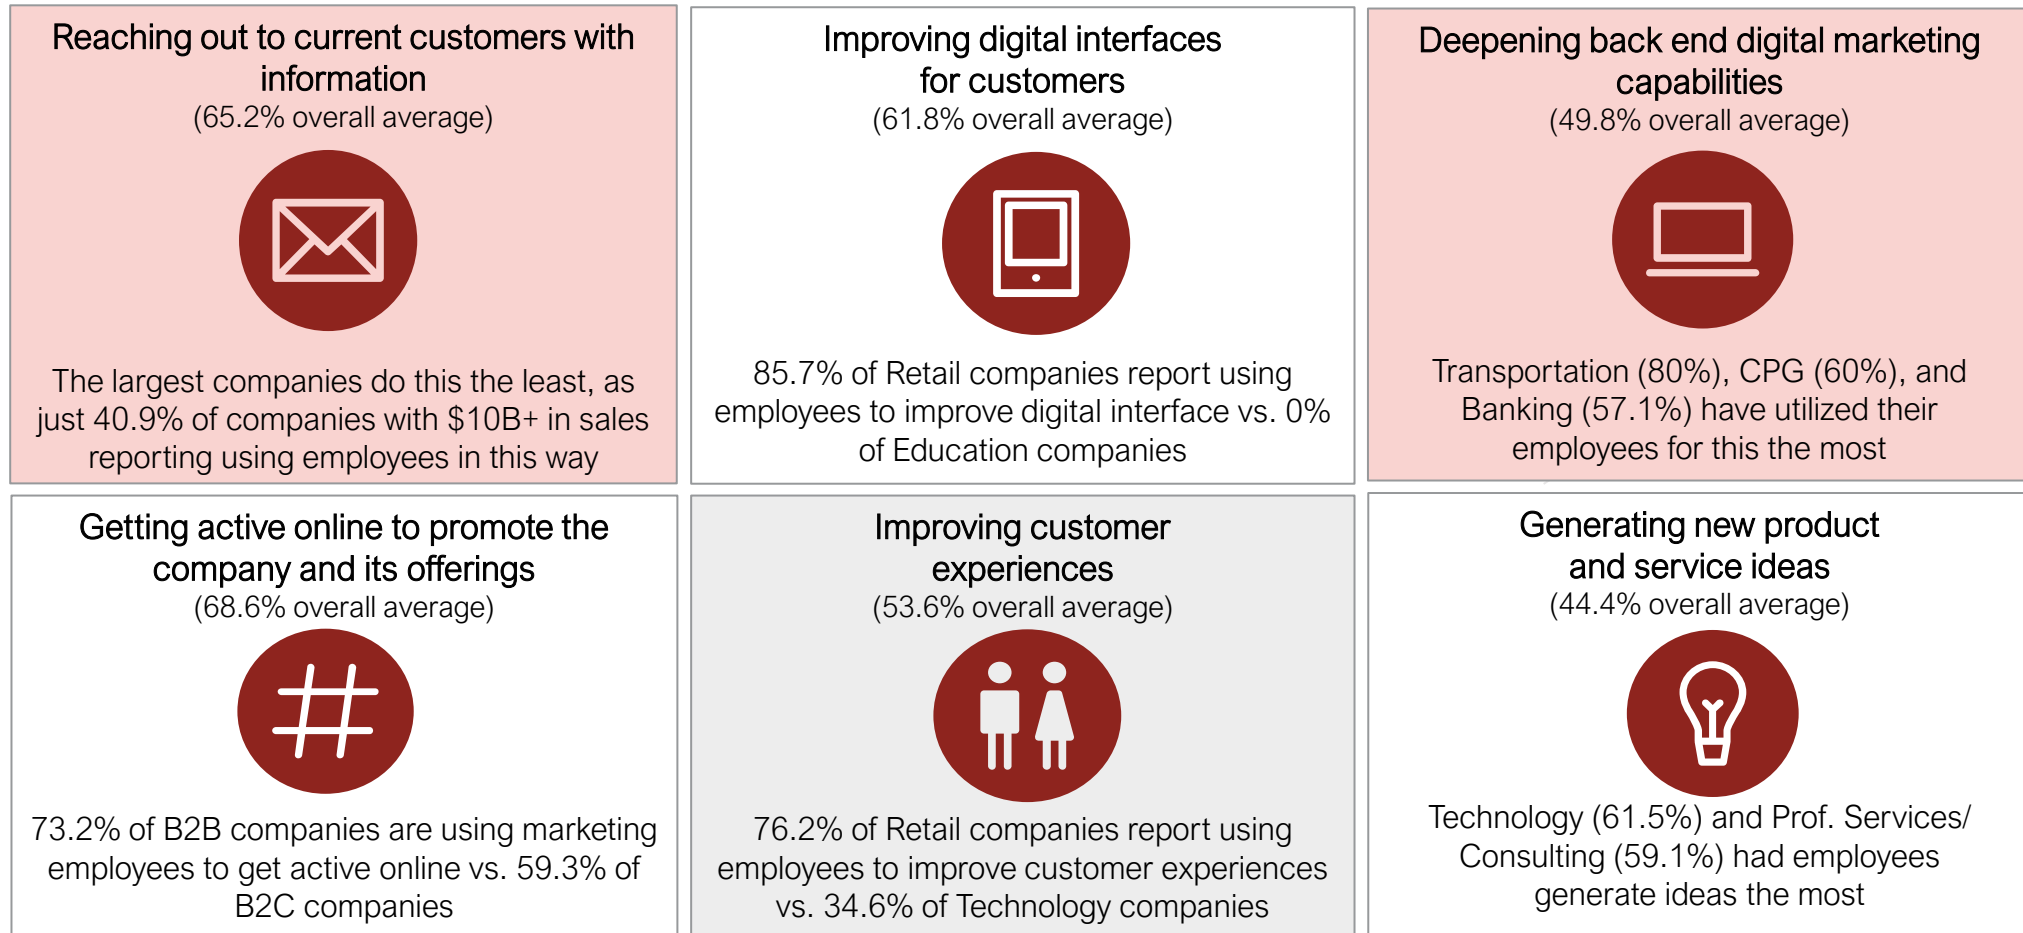 Reaching out to current customers with
information
(65.2% overall average)
The largest companies do this the least, as
just 40.9% of companies with $10B+ in sales
reporting using employees in this way
Improving digital interfaces
for customers
(61.8% overall average)
85.7% of Retail companies report using
employees to improve digital interface vs. 0%
of Education companies
Deepening back end digital marketing
capabilities
(49.8% overall average)
Transportation (80%), CPG (60%), and
Banking (57.1%) have utilized their
employees for this the most
Getting active online to promote the
company and its offerings
(68.6% overall average)
73.2% of B2B companies are using marketing
employees to get active online vs. 59.3% of
B2C companies
Improving customer
experiences
(53.6% overall average)
76.2% of Retail companies report using
employees to improve customer experiences
vs. 34.6% of Technology companies
Generating new product
and service ideas
(44.4% overall average)
Technology (61.5%) and Prof. Services/
Consulting (59.1%) had employees
generate ideas the most